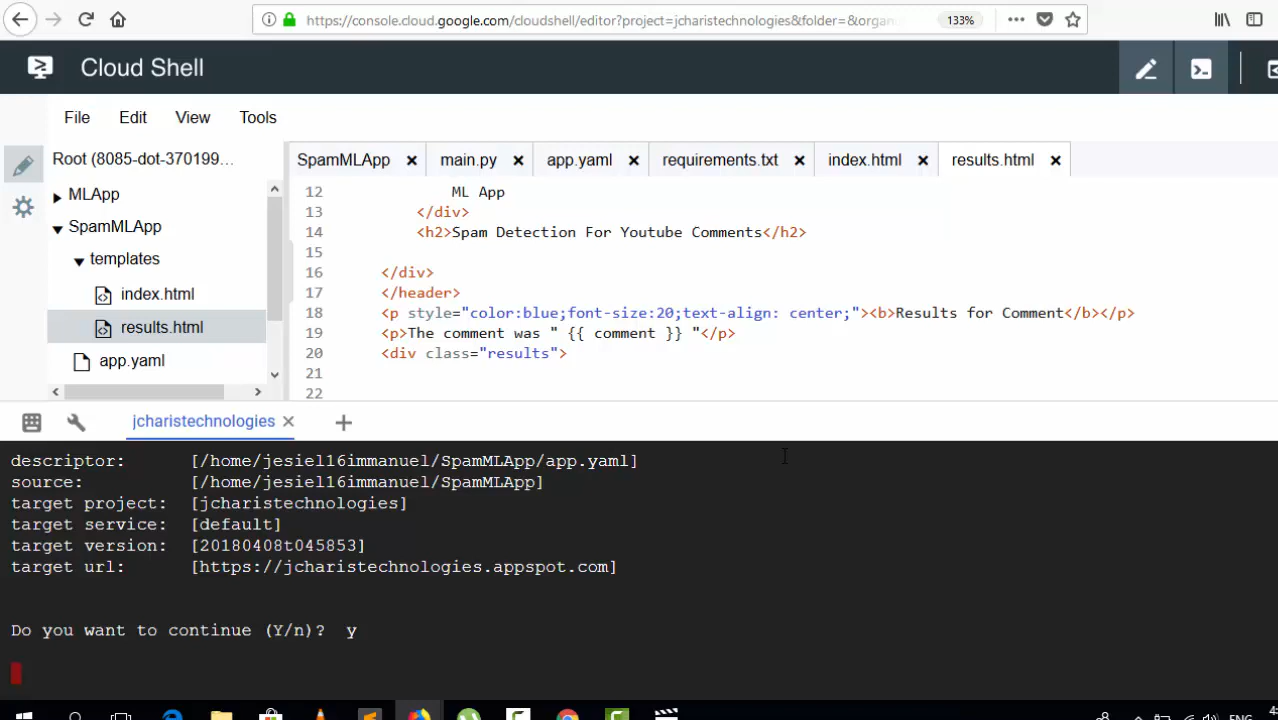 https://console.cloud.google.com/cloudshell/editor?project=jcharistechnologies&folder=&organ
133%
Cloud Shell
File Edit View Tools
Root (8085-dot-370199...
SpamMLApp main.py app.yaml requirements.txt index.html results.html
MLApp
SpamMLApp
templates
index.html
results.html
app.yaml
12 ML App
13 </div>
14 <h2>Spam Detection For Youtube Comments</h2>
15
16 </div>
17 </header>
18 <p style="color:blue;font-size:20;text-align: center;"><b>Results for Comment</b></p>
19 <p>The comment was " {{ comment }} "</p>
20 <div class="results">
21
22
jcharistechnologies
descriptor: [/home/jesiel16immanuel/SpamMLApp/app.yaml]
source: [/home/jesiel16immanuel/SpamMLApp]
target project: [jcharistechnologies]
target service: [default]
target version: [20180408t045853]
target url: [https://jcharistechnologies.appspot.com]
Do you want to continue (Y/n)? y